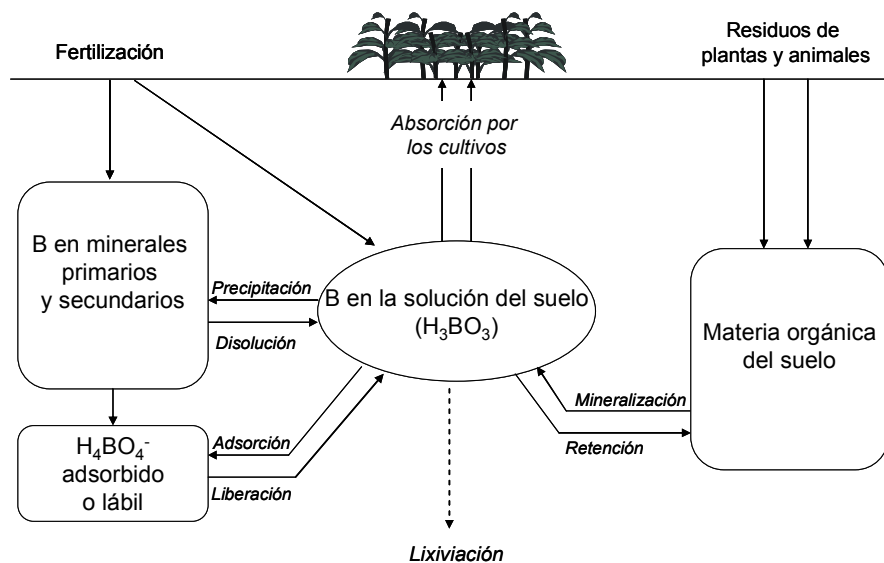 Fertilización
Residuos de
plantas y animales
Absorción por
los cultivos
B en minerales
primarios
y secundarios
Precipitación
Disolución
B en la solución del suelo
(H₃BO₃)
Materia orgánica
del suelo
Mineralización
Retención
H₄BO₄⁻
adsorbido
o lábil
Adsorción
Liberación
Lixiviación